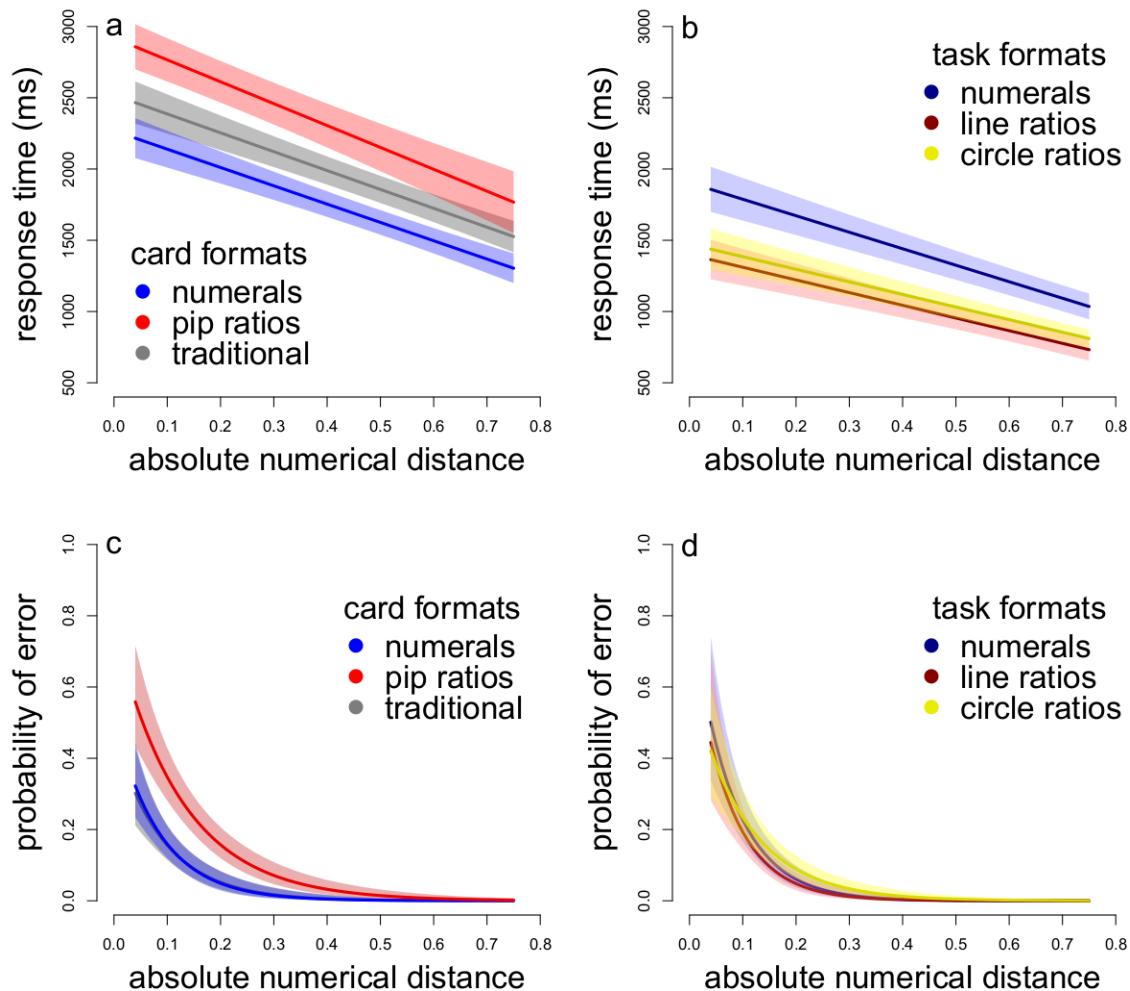 a
response time (ms)
3000
2500
2000
1500
1000
500
card formats
numerals
pip ratios
traditional
0.0 0.1 0.2 0.3 0.4 0.5 0.6 0.7 0.8
absolute numerical distance
b
response time (ms)
3000
2500
2000
1500
1000
500
task formats
numerals
line ratios
circle ratios
0.0 0.1 0.2 0.3 0.4 0.5 0.6 0.7 0.8
absolute numerical distance
c
probability of error
1.0
0.8
0.6
0.4
0.2
0.0
card formats
numerals
pip ratios
traditional
0.0 0.1 0.2 0.3 0.4 0.5 0.6 0.7 0.8
absolute numerical distance
d
probability of error
1.0
0.8
0.6
0.4
0.2
0.0
task formats
numerals
line ratios
circle ratios
0.0 0.1 0.2 0.3 0.4 0.5 0.6 0.7 0.8
absolute numerical distance